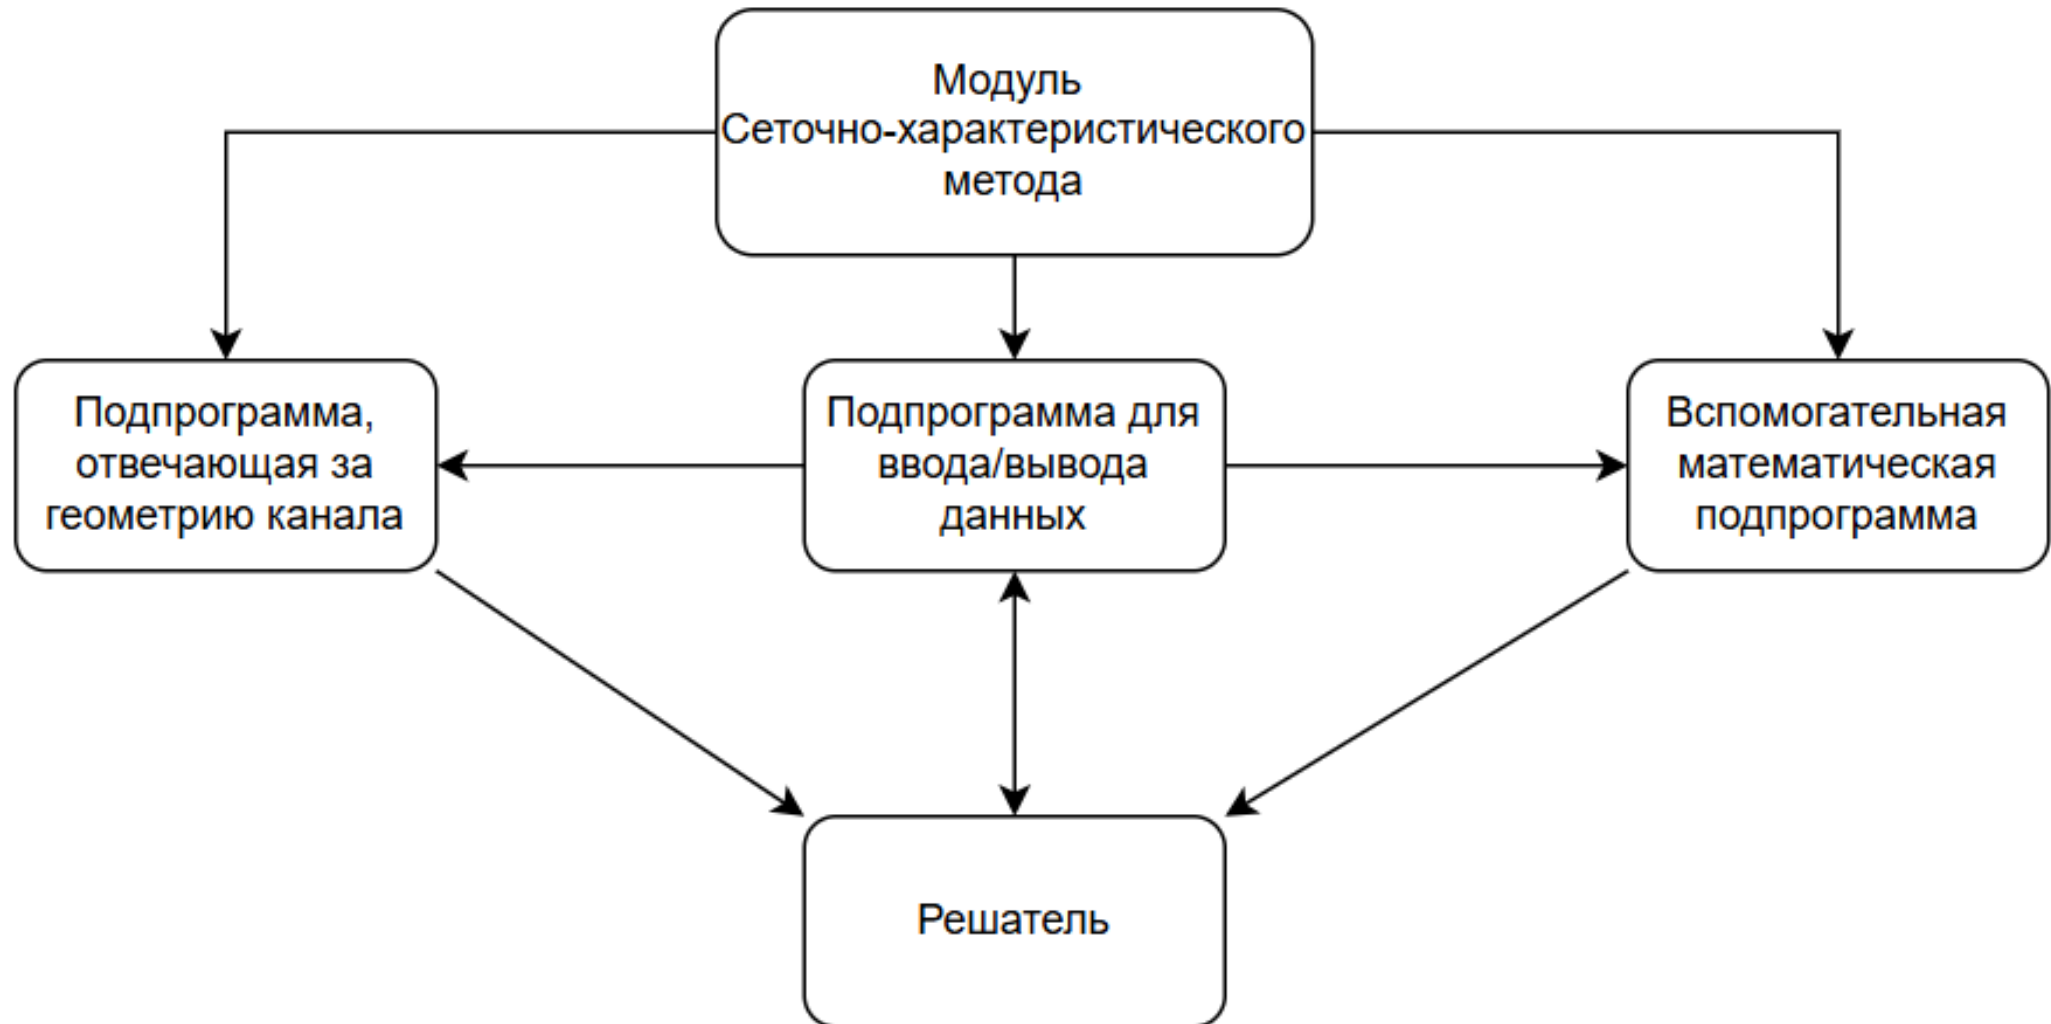 Модуль
Сеточно-характеристического
метода
Подпрограмма,
отвечающая за
геометрию канала
Подпрограмма для
ввода/вывода
данных
Вспомогательная
математическая
подпрограмма
Решатель